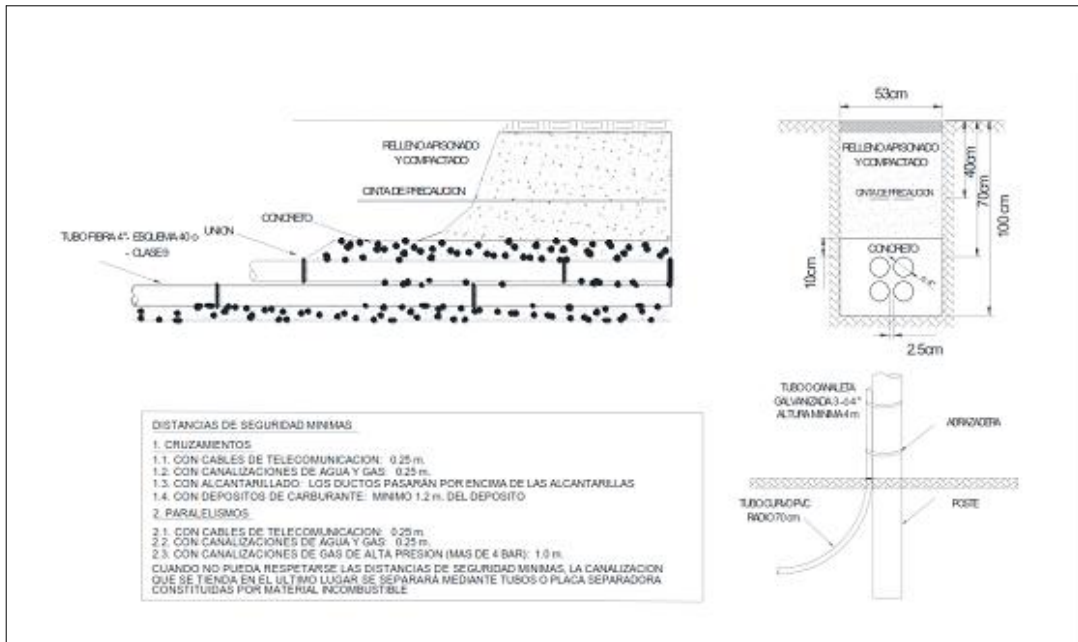 RELLENO APISONADO
Y COMPACTADO
CINTA DE PRECAUCION
CONCRETO
UNION
TUBO FIBRA 4"- ESQUEMA 40 o
- CLASE 9
53cm
RELLENO APISONADO
Y COMPACTADO
CINTA DE PRECAUCION
CONCRETO
40cm
70cm
100 cm
10cm
2.5cm
TUBO O CANALETA
GALVANIZADA 3 -ó 4"
ALTURA MINIMA 4 m
ABRAZADERA
TUBO CURVO PVC
RADIO 70 cm
POSTE
DISTANCIAS DE SEGURIDAD MINIMAS
1. CRUZAMIENTOS
1.1. CON CABLES DE TELECOMUNICACION: 0.25 m.
1.2. CON CANALIZACIONES DE AGUA Y GAS: 0.25 m.
1.3. CON ALCANTARILLADO: LOS DUCTOS PASARÁN POR ENCIMA DE LAS ALCANTARILLAS
1.4. CON DEPOSITOS DE CARBURANTE: MINIMO 1.2 m. DEL DEPOSITO
2. PARALELISMOS
2.1. CON CABLES DE TELECOMUNICACION: 0.25 m.
2.2. CON CANALIZACIONES DE AGUA Y GAS: 0.25 m.
2.3. CON CANALIZACIONES DE GAS DE ALTA PRESION (MAS DE 4 BAR): 1.0 m.
CUANDO NO PUEDA RESPETARSE LAS DISTANCIAS DE SEGURIDAD MINIMAS, LA CANALIZACION
QUE SE TIENDA EN EL ULTIMO LUGAR SE SEPARARÁ MEDIANTE TUBOS O PLACA SEPARADORA
CONSTITUIDAS POR MATERIAL INCOMBUSTIBLE